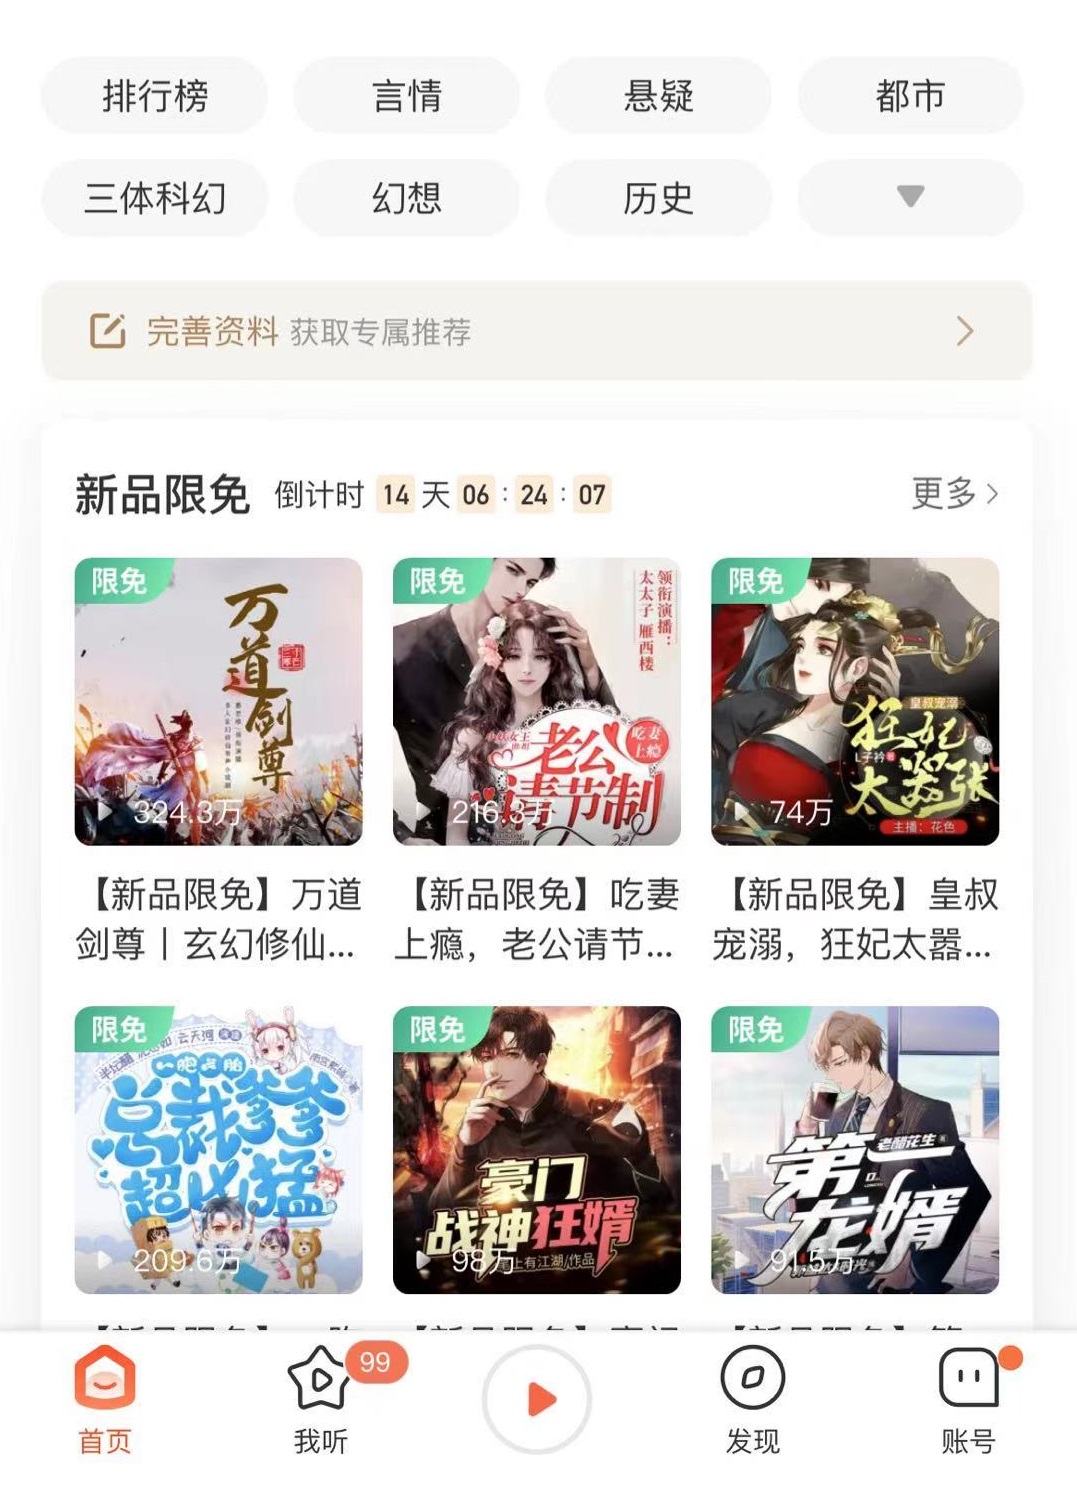 排行榜
言情
悬疑
都市
三体科幻
幻想
历史
完善资料 获取专属推荐
新品限免 倒计时 14 天 06 : 24 : 07
更多
限免
万道剑尊
324.3万
限免
领衔演播：
太太子 雁西楼
吃妻上瘾
老公
请节制
216.3万
限免
皇叔宠溺
狂妃
L子衿
太嚣张
主播：花色
74万
【新品限免】万道
剑尊丨玄幻修仙...
【新品限免】吃妻
上瘾，老公请节...
【新品限免】皇叔
宠溺，狂妃太嚣...
限免
云天河
总裁爹爹
超凶猛
209.6万
限免
豪门
战神狂婿
上有江湖/作品
98万
限免
第一
老醋花生
龙婿
91.5万
首页
我听
99
发现
账号